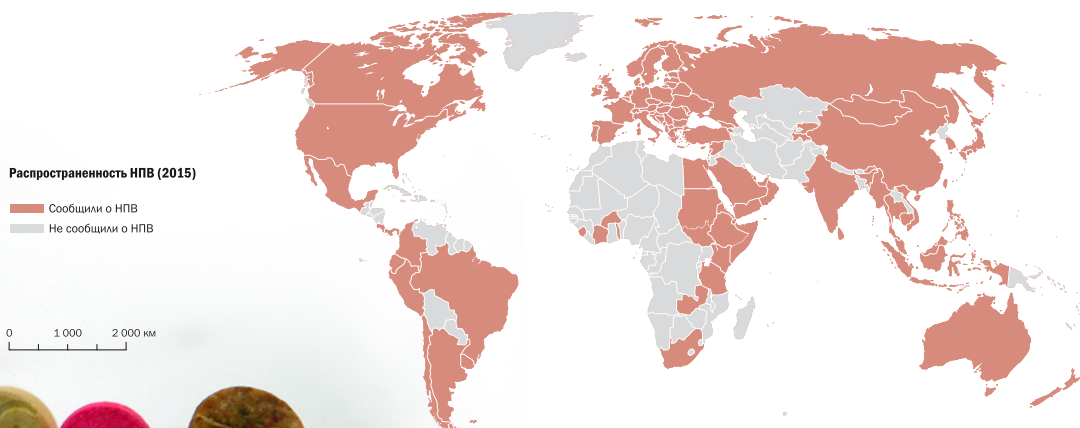 Распространенность НПВ (2015)
Сообщили о НПВ
Не сообщили о НПВ
0 1 000 2 000 км